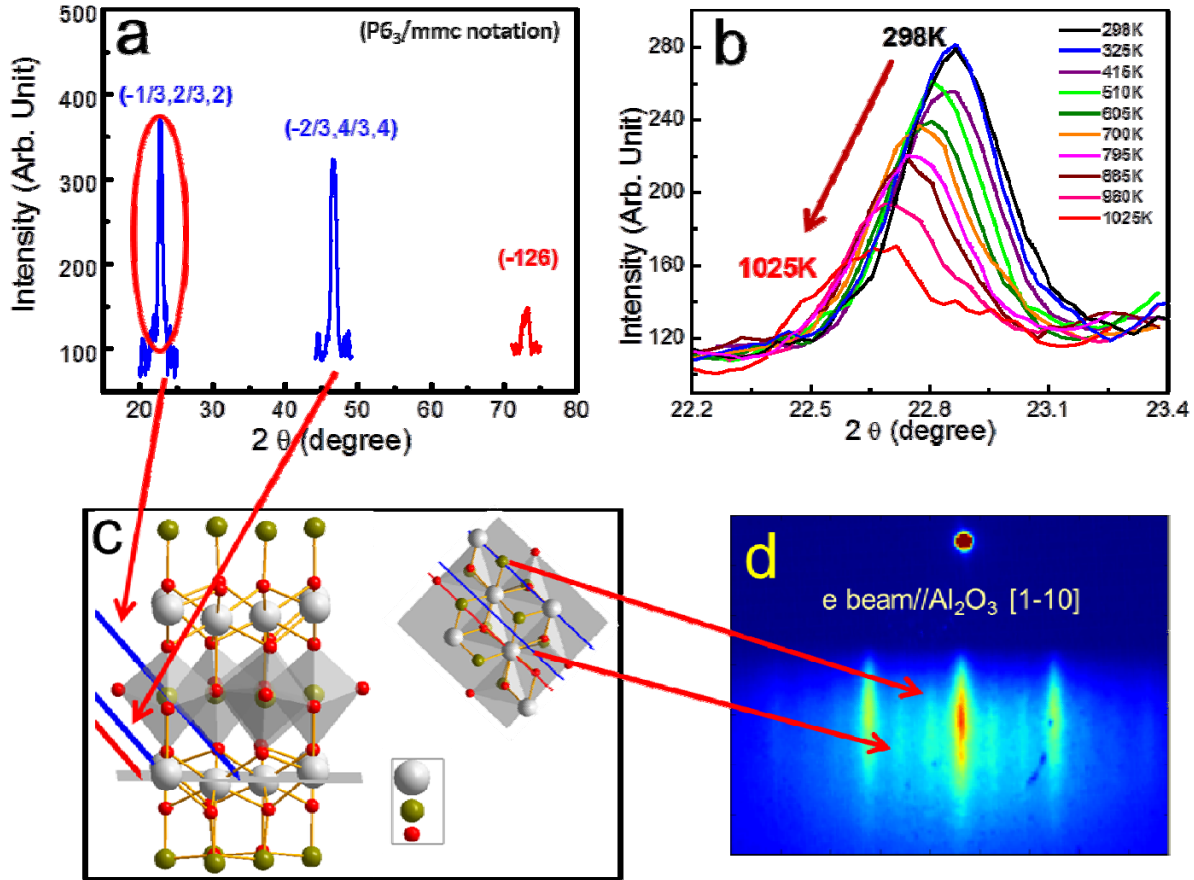 a
(P6₃/mmc notation)
(-1/3,2/3,2)
(-2/3,4/3,4)
(-126)
Intensity (Arb. Unit)
500
400
300
200
100
20 30 40 50 60 70 80
2 θ (degree)
b
298K
1025K
298K
325K
415K
510K
605K
700K
795K
885K
980K
1025K
Intensity (Arb. Unit)
280
240
200
160
120
22.2 22.5 22.8 23.1 23.4
2 θ (degree)
c
d
e beam//Al₂O₃ [1-10]